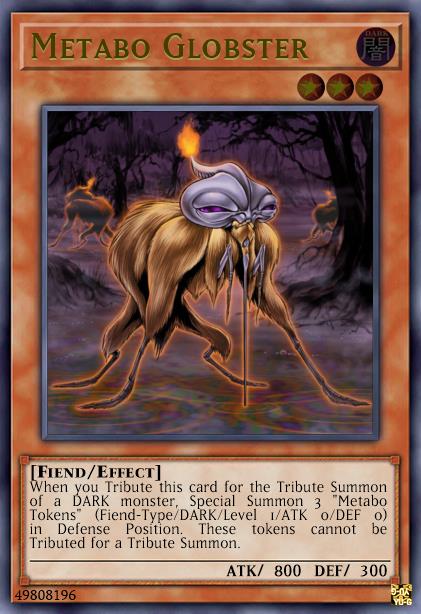 METABO GLOBSTER
DARK
闇
[FIEND/EFFECT]
When you Tribute this card for the Tribute Summon
of a DARK monster, Special Summon 3 "Metabo
Tokens" (Fiend-Type/DARK/Level 1/ATK 0/DEF 0)
in Defense Position. These tokens cannot be
Tributed for a Tribute Summon.
ATK/ 800 DEF/ 300
49808196